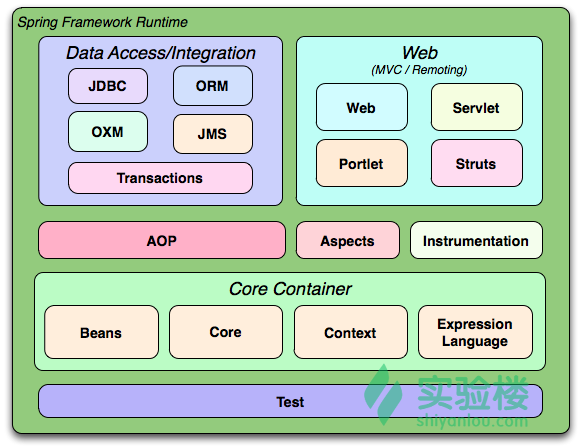 Spring Framework Runtime
Data Access/Integration
JDBC
ORM
OXM
JMS
Transactions
Web
(MVC / Remoting)
Web
Servlet
Portlet
Struts
AOP
Aspects
Instrumentation
Core Container
Beans
Core
Context
Expression
Language
Test
实验楼
shiyanlou.com